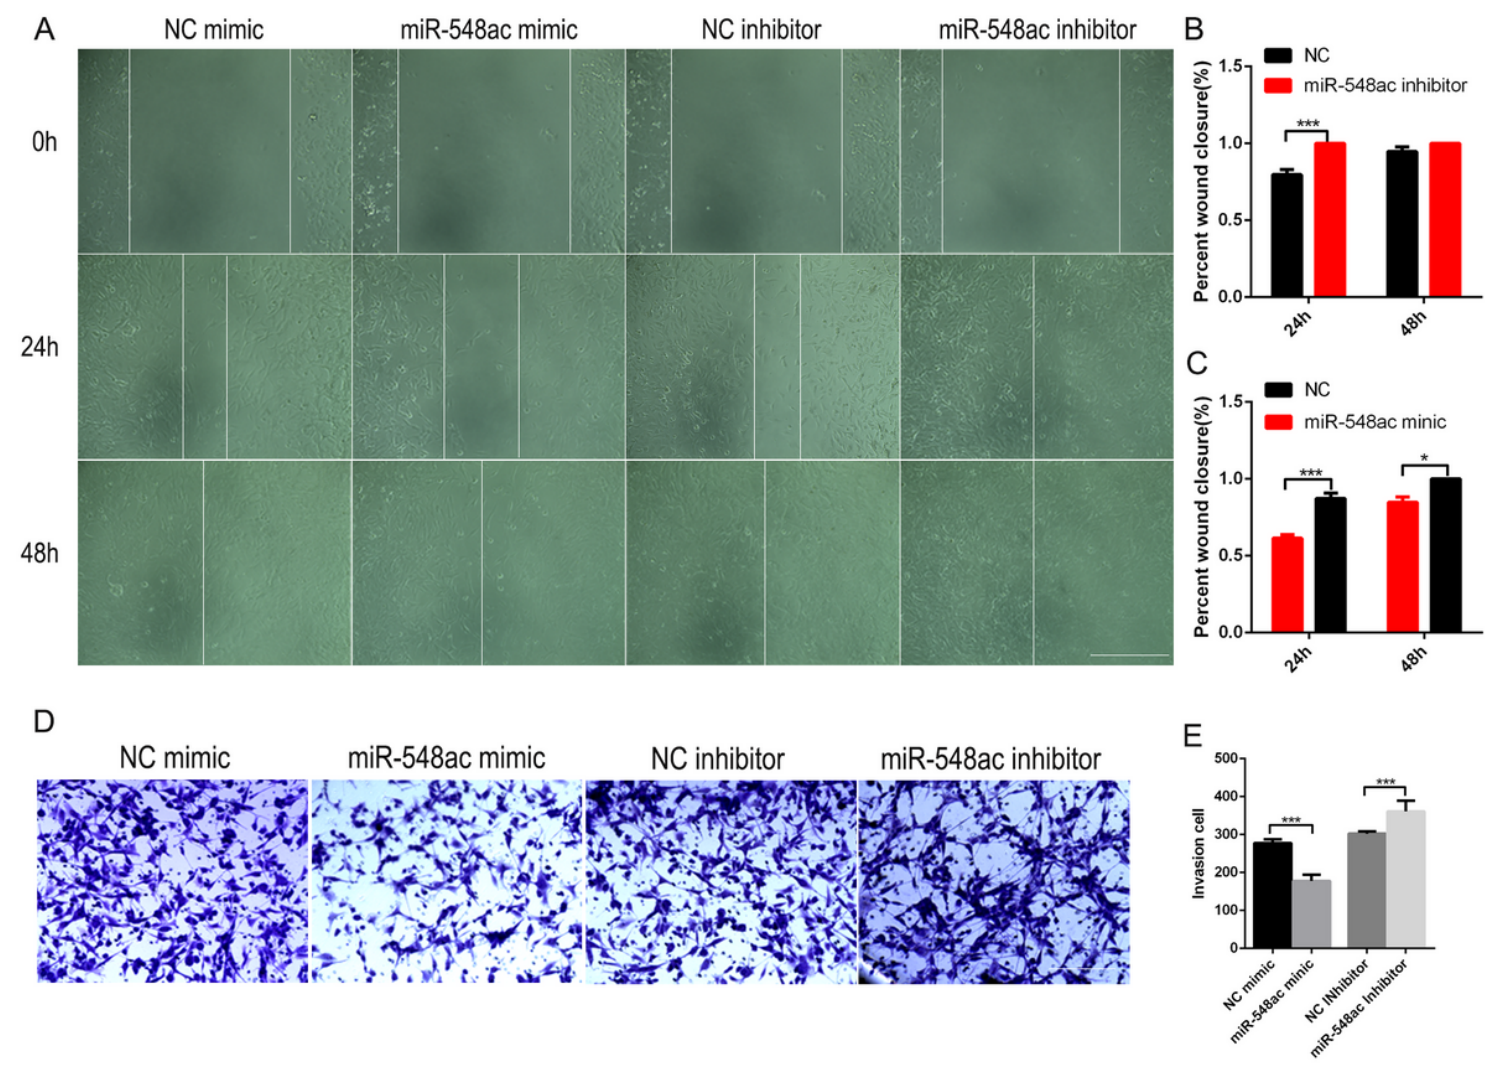 A
NC mimic
miR-548ac mimic
NC inhibitor
miR-548ac inhibitor
0h
24h
48h
B
NC
miR-548ac inhibitor
Percent wound closure(%)
1.5
1.0
0.5
0.0
***
24h
48h
C
NC
miR-548ac minic
Percent wound closure(%)
1.5
1.0
0.5
0.0
***
*
24h
48h
D
NC mimic
miR-548ac mimic
NC inhibitor
miR-548ac inhibitor
E
Invasion cell
500
400
300
200
100
0
***
***
NC mimic
miR-548ac minic
NC INhibitor
miR-548ac Inhibitor